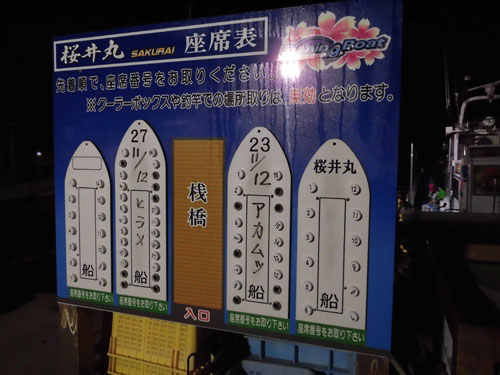 桜井丸 SAKURAI 座席表
Fishing Boat
先着順で、座席番号をお取りください。
※クーラーボックスや釣竿での場所取りは、無効となります。
船
座席番号をお取り下さい
27
11/12
ヒラメ
船
座席番号をお取り下さい
桟橋
入口
23
11/12
アカムツ
船
座席番号をお取り下さい
桜井丸
船
座席番号をお取り下さい